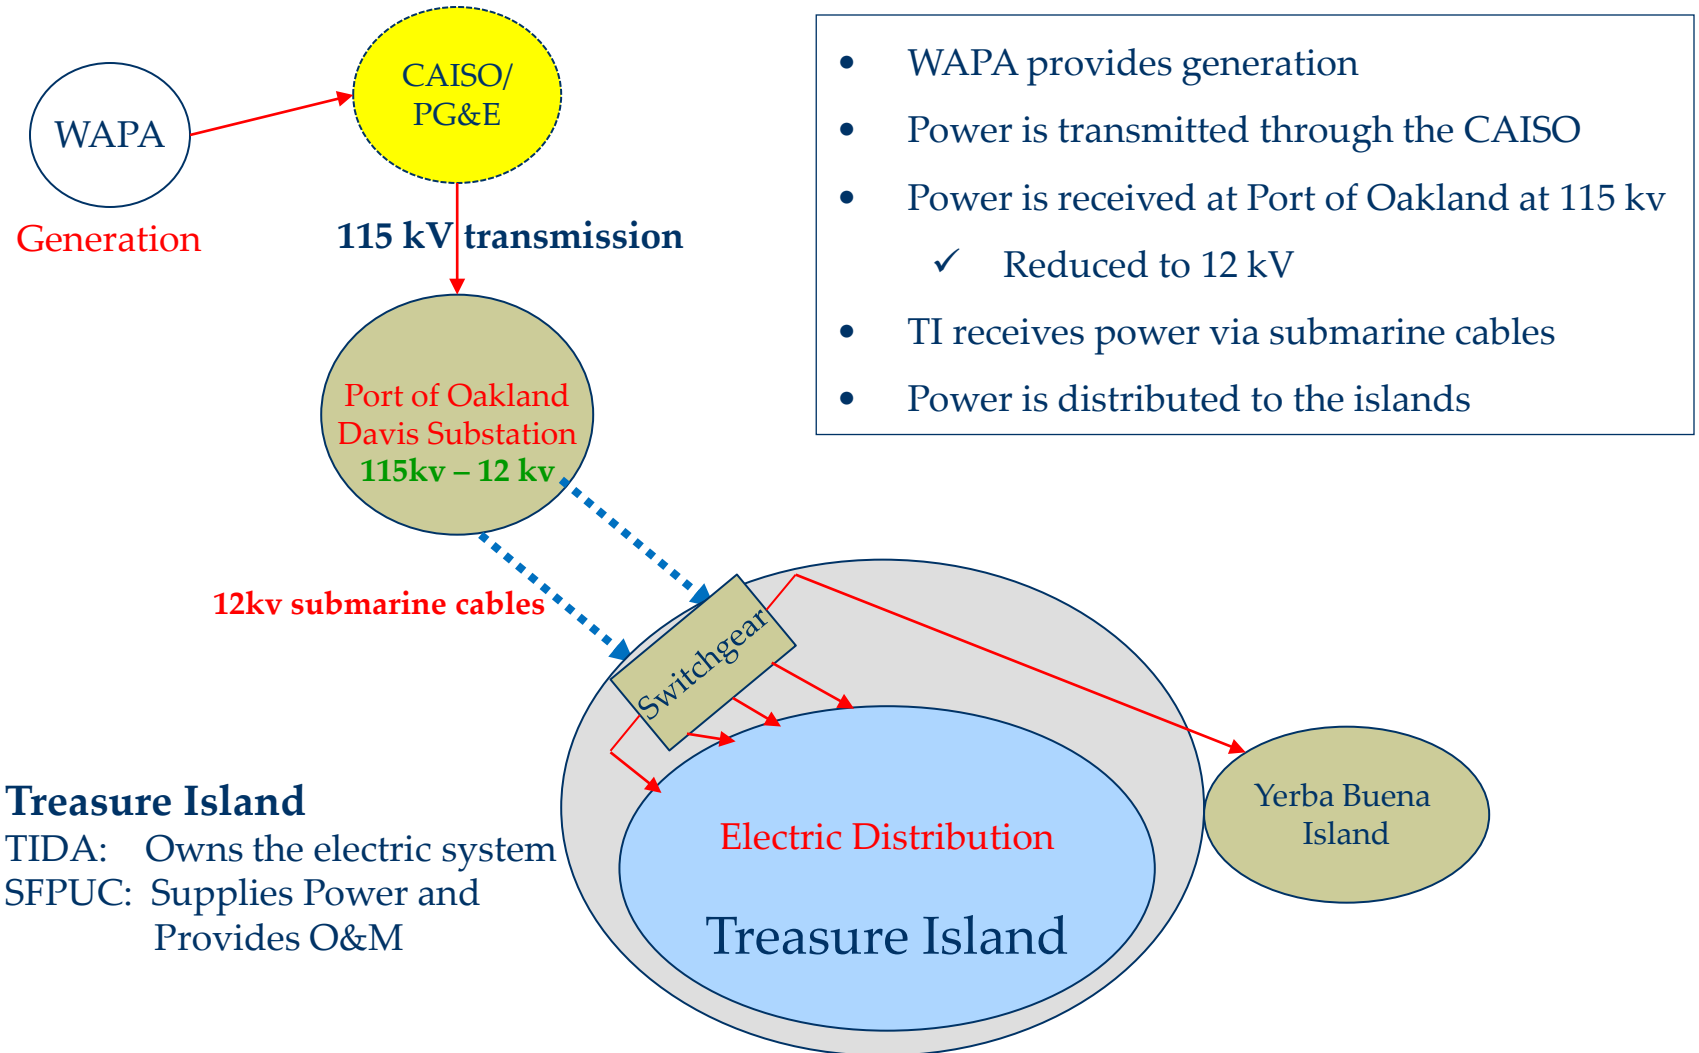 WAPA
Generation
CAISO/
PG&E
115 kV transmission
• WAPA provides generation
• Power is transmitted through the CAISO
• Power is received at Port of Oakland at 115 kv
✓ Reduced to 12 kV
• TI receives power via submarine cables
• Power is distributed to the islands
Port of Oakland
Davis Substation
115kv – 12 kv
12kv submarine cables
Switchgear
Yerba Buena
Island
Electric Distribution
Treasure Island
Treasure Island
TIDA: Owns the electric system
SFPUC: Supplies Power and
Provides O&M